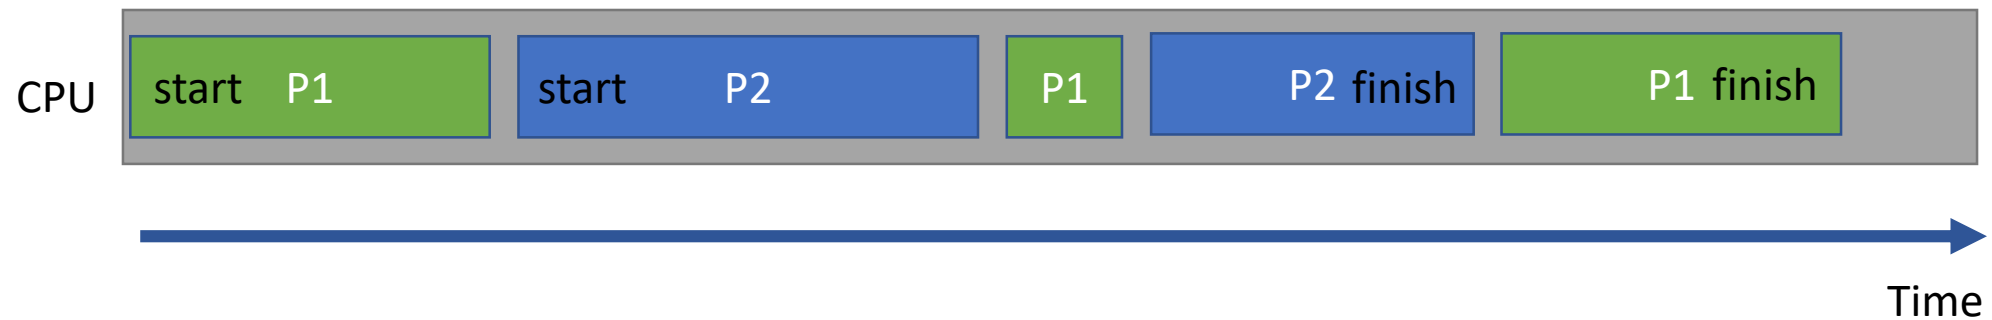 CPU
start P1
start P2
P1
P2 finish
P1 finish
Time